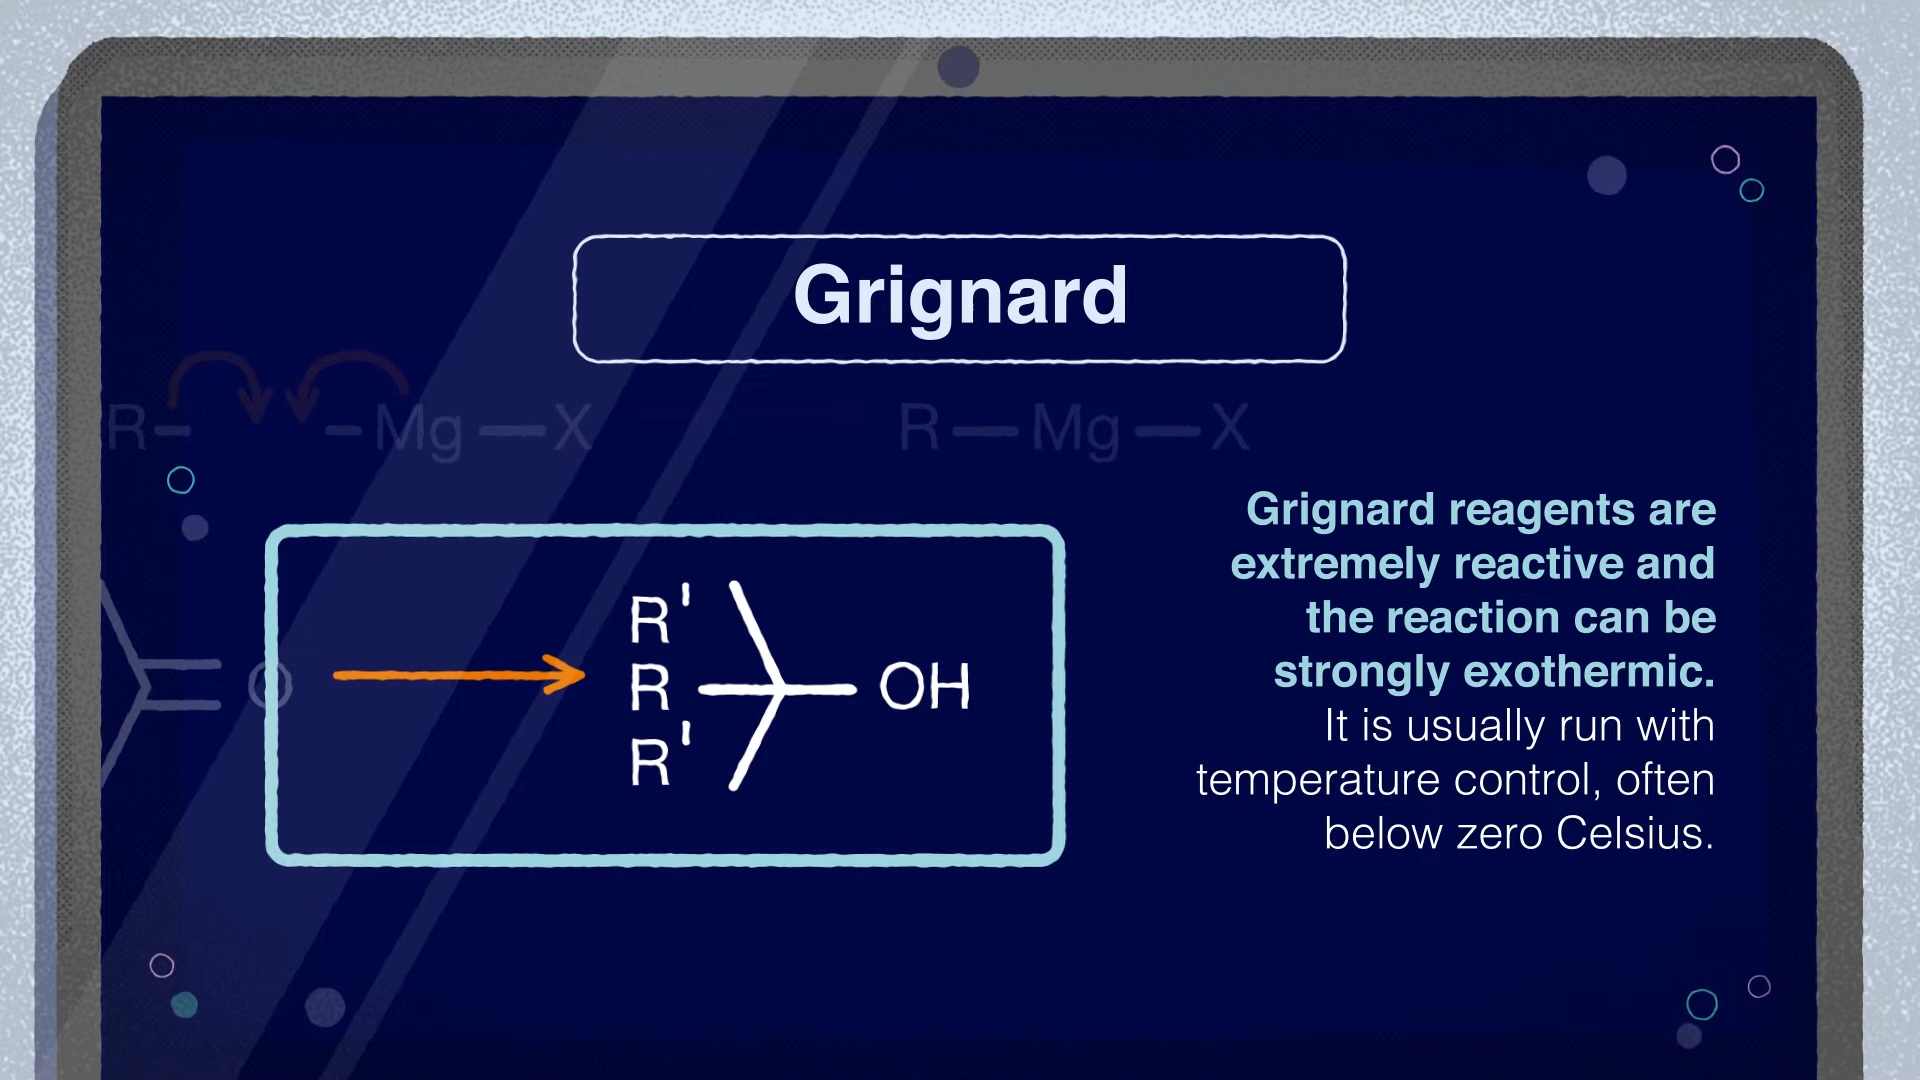 Grignard
R– –Mg—X R—Mg—X
Grignard reagents are
extremely reactive and
the reaction can be
strongly exothermic.
It is usually run with
temperature control, often
below zero Celsius.
R'
O R OH
R'